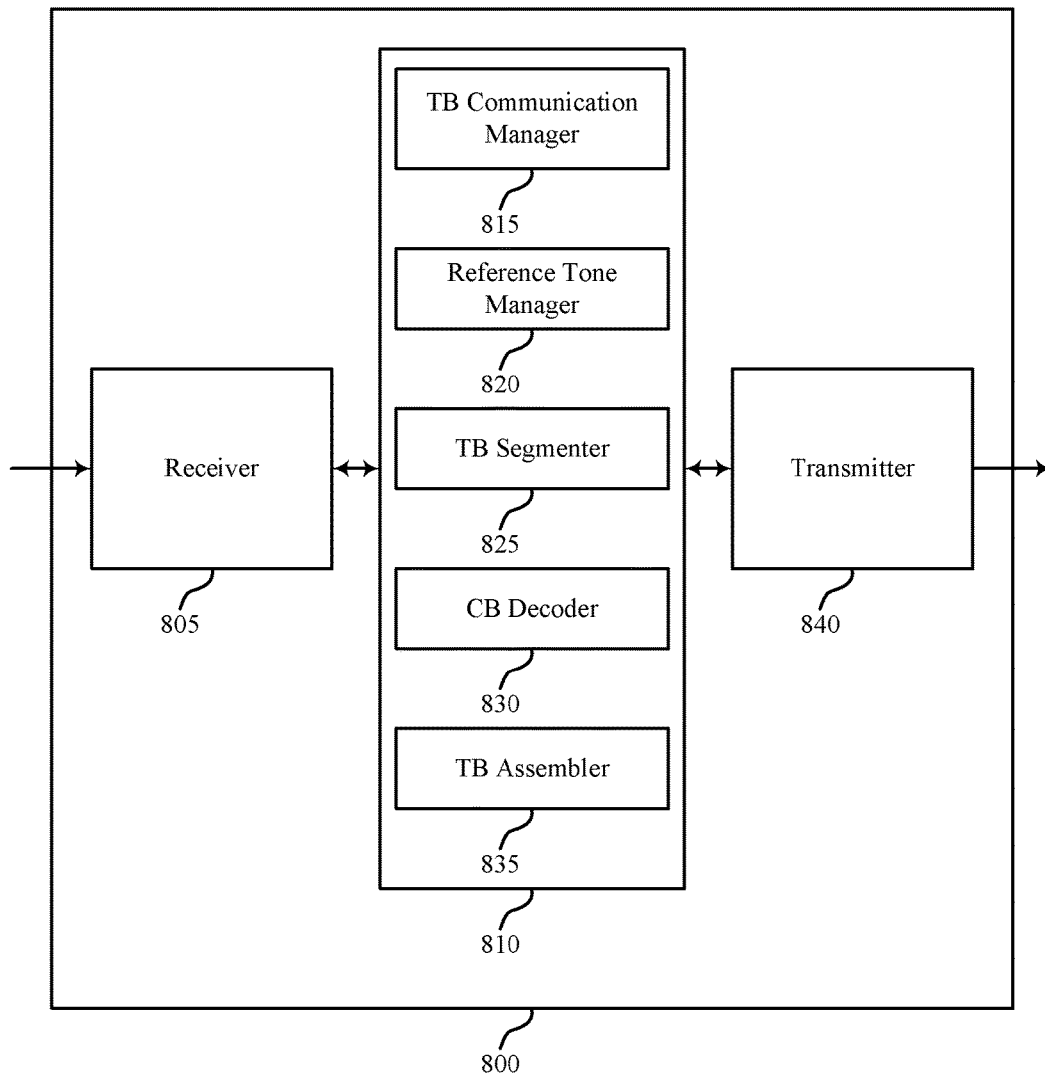 TB Communication
Manager
815
Reference Tone
Manager
820
Receiver
805
TB Segmenter
825
Transmitter
840
CB Decoder
830
TB Assembler
835
810
800